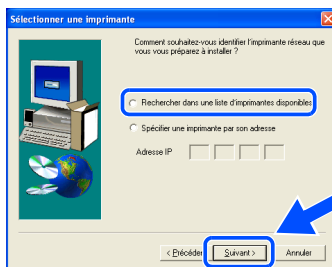 Sélectionner une imprimante
Comment souhaitez-vous identifier l'imprimante réseau que
vous vous préparez à installer ?
Rechercher dans une liste d'imprimantes disponibles
Spécifier une imprimante par son adresse
Adresse IP
< Précéden
Suivant >
Annuler